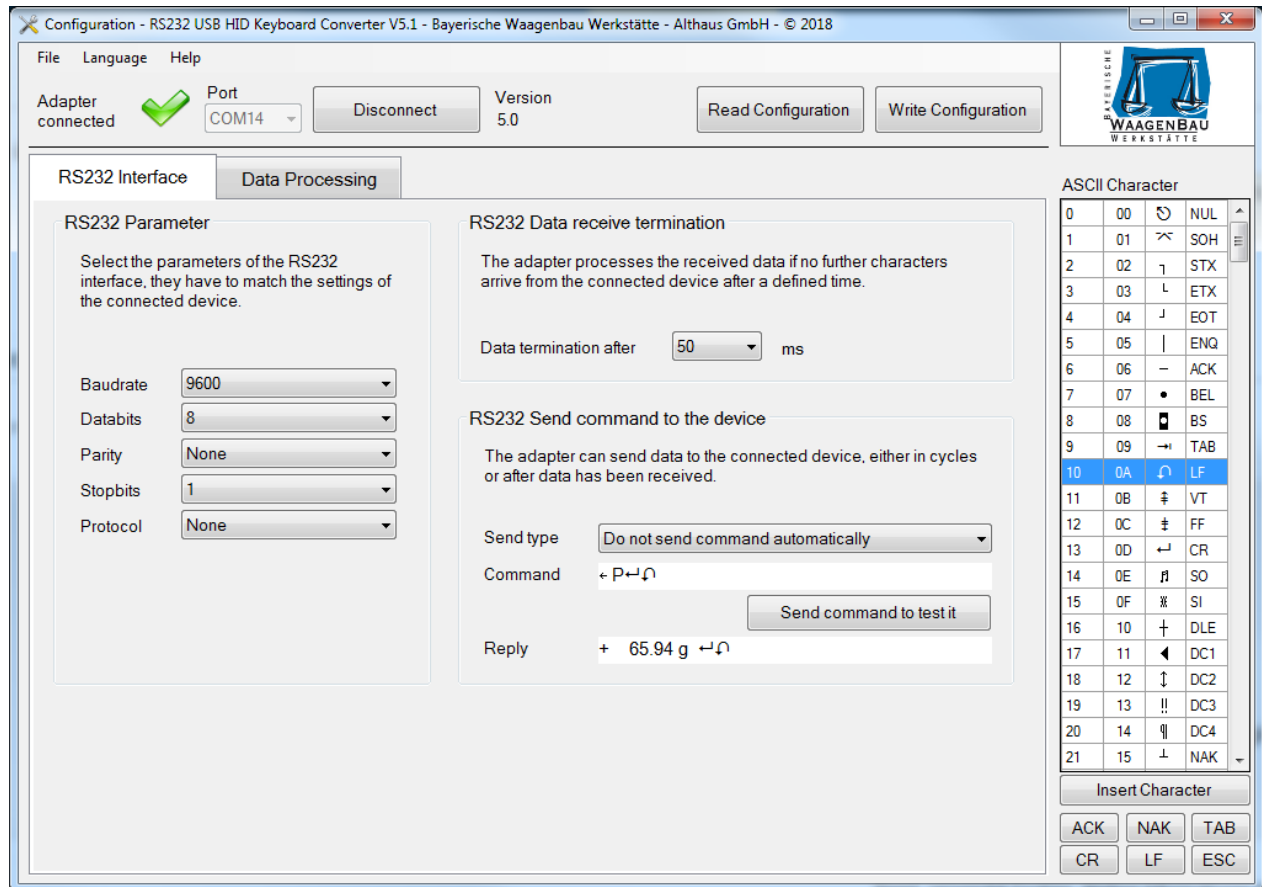 Configuration - RS232 USB HID Keyboard Converter V5.1 - Bayerische Waagenbau Werkstätte - Althaus GmbH - © 2018
File Language Help
Adapter
connected
Port
COM14
Disconnect
Version
5.0
Read Configuration
Write Configuration
BAYERISCHE
WAAGENBAU
WERKSTÄTTE
RS232 Interface
Data Processing
RS232 Parameter
Select the parameters of the RS232
interface, they have to match the settings of
the connected device.
Baudrate 9600
Databits 8
Parity None
Stopbits 1
Protocol None
RS232 Data receive termination
The adapter processes the received data if no further characters
arrive from the connected device after a defined time.
Data termination after 50 ms
RS232 Send command to the device
The adapter can send data to the connected device, either in cycles
or after data has been received.
Send type Do not send command automatically
Command ← P↵↷
Send command to test it
Reply + 65.94 g ↵↷
ASCII Character
0 00 NUL
1 01 SOH
2 02 ┐ STX
3 03 └ ETX
4 04 ┘ EOT
5 05 │ ENQ
6 06 – ACK
7 07 • BEL
8 08 ◘ BS
9 09 TAB
10 0A LF
11 0B VT
12 0C FF
13 0D ↵ CR
14 0E ♬ SO
15 0F SI
16 10 ┼ DLE
17 11 ◄ DC1
18 12 ↕ DC2
19 13 ‼ DC3
20 14 ¶ DC4
21 15 ┴ NAK
Insert Character
ACK NAK TAB
CR LF ESC